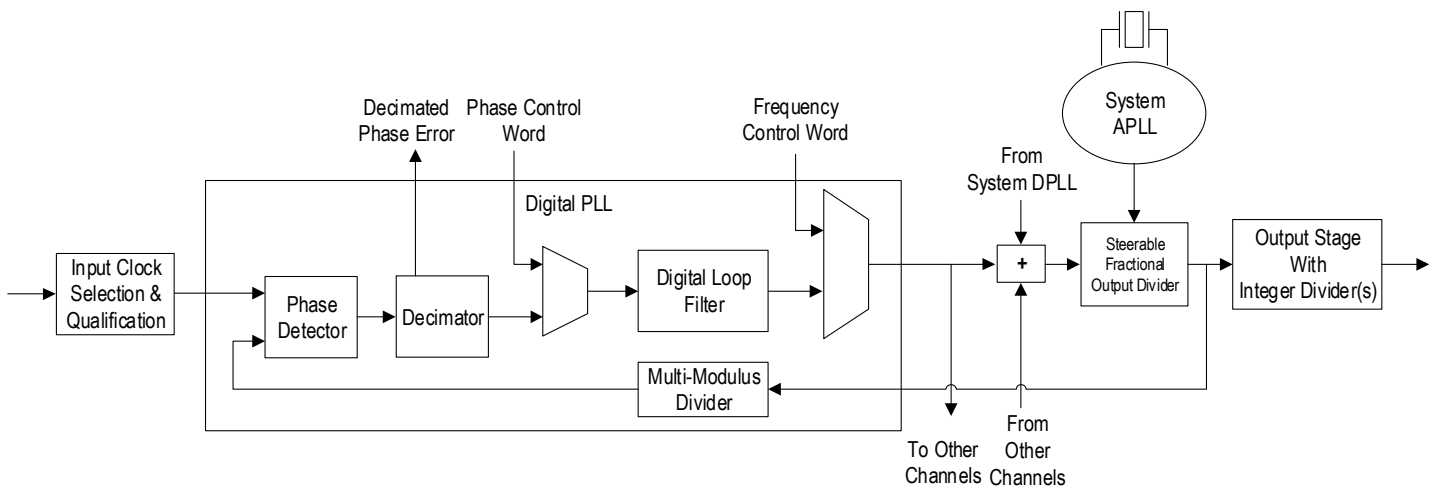 System
APLL
Decimated
Phase Error
Phase Control
Word
Frequency
Control Word
From
System DPLL
Digital PLL
Input Clock
Selection &
Qualification
Phase
Detector
Decimator
Digital Loop
Filter
+
Steerable
Fractional
Output Divider
Output Stage
With
Integer Divider(s)
Multi-Modulus
Divider
To Other
Channels
From
Other
Channels